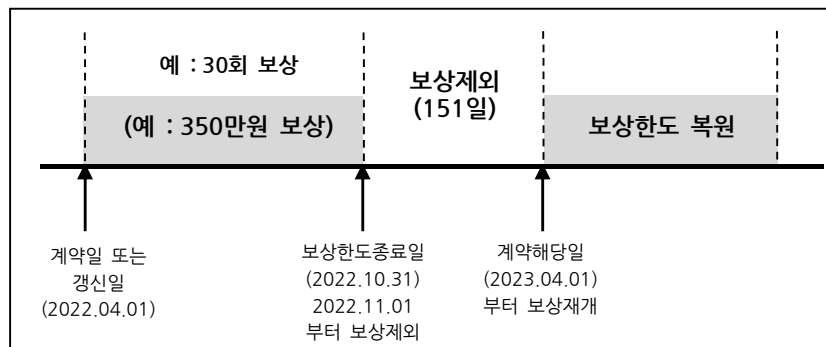 예 : 30회 보상
(예 : 350만원 보상)
보상제외
(151일)
보상한도 복원
계약일 또는
갱신일
(2022.04.01)
보상한도종료일
(2022.10.31)
2022.11.01
부터 보상제외
계약해당일
(2023.04.01)
부터 보상재개